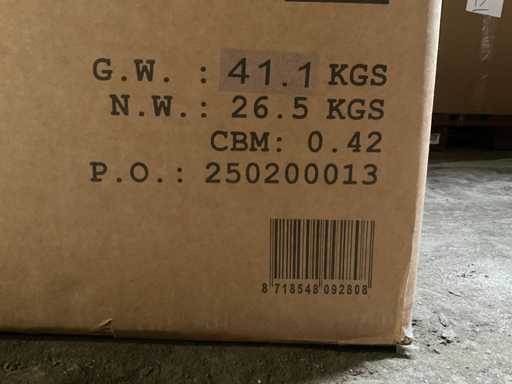 G.W. : 41.1 KGS
N.W.: 26.5 KGS
CBM: 0.42
P.O.: 250200013
8 718548 092808